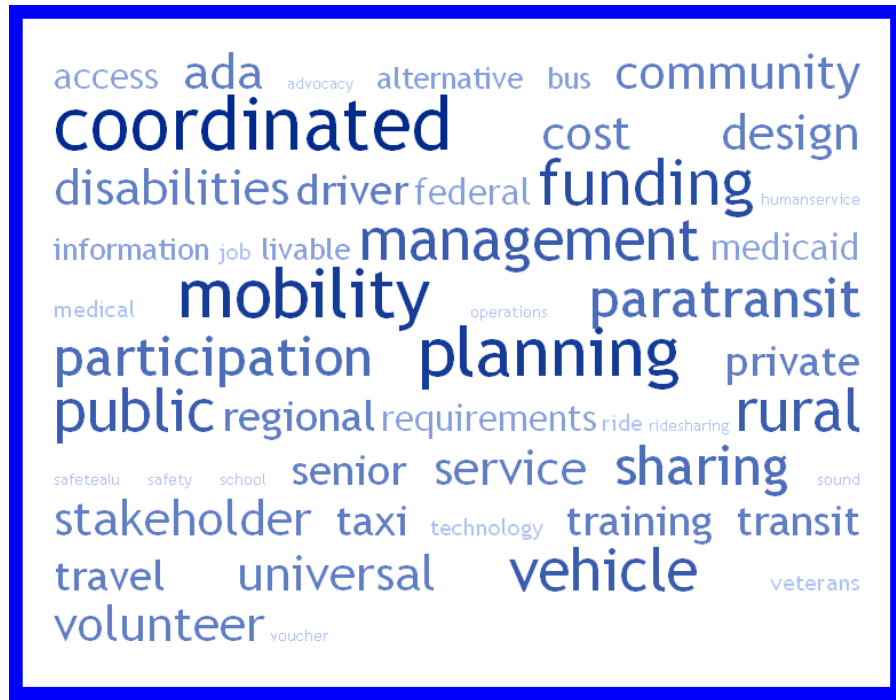 access ada advocacy alternative bus community
coordinated cost design
disabilities driver federal funding humanservice
information job livable management medicaid
medical mobility operations paratransit
participation planning private
public regional requirements ride ridesharing rural
safetealu safety school senior service sharing sound
stakeholder taxi technology training transit
travel universal vehicle veterans
volunteer voucher